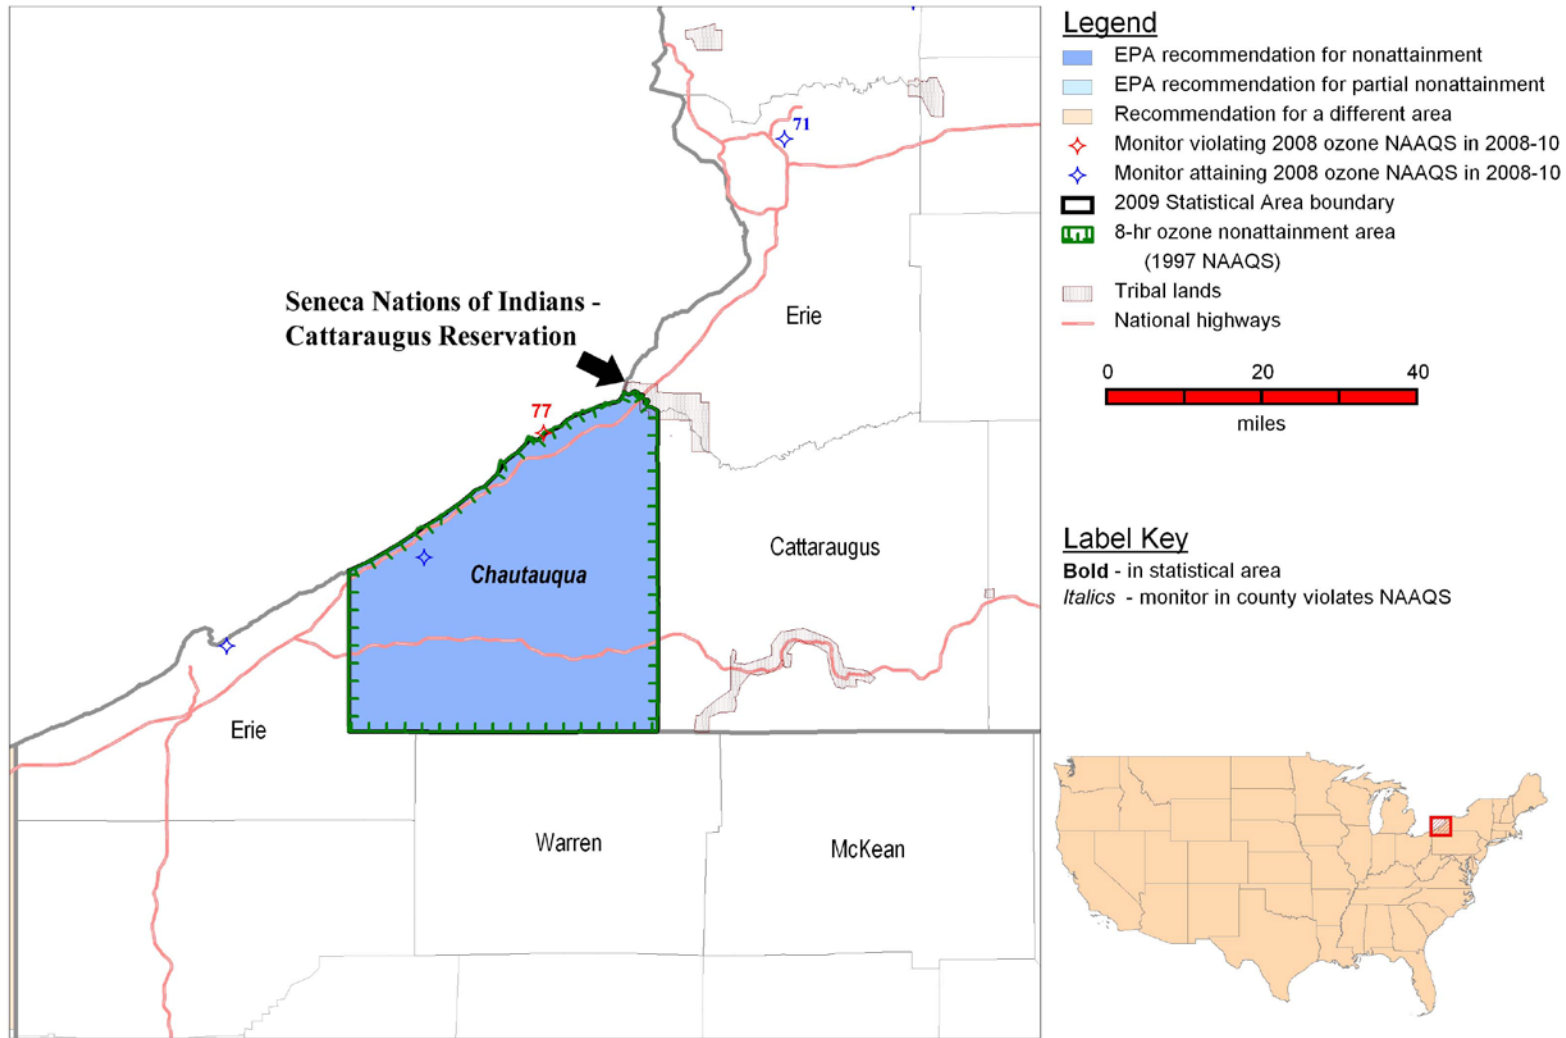 71
Seneca Nations of Indians -
Cattaraugus Reservation
Erie
77
Chautauqua
Cattaraugus
Erie
Warren
McKean
Legend
EPA recommendation for nonattainment
EPA recommendation for partial nonattainment
Recommendation for a different area
Monitor violating 2008 ozone NAAQS in 2008-10
Monitor attaining 2008 ozone NAAQS in 2008-10
2009 Statistical Area boundary
8-hr ozone nonattainment area
(1997 NAAQS)
Tribal lands
National highways
0 20 40
miles
Label Key
Bold - in statistical area
Italics - monitor in county violates NAAQS